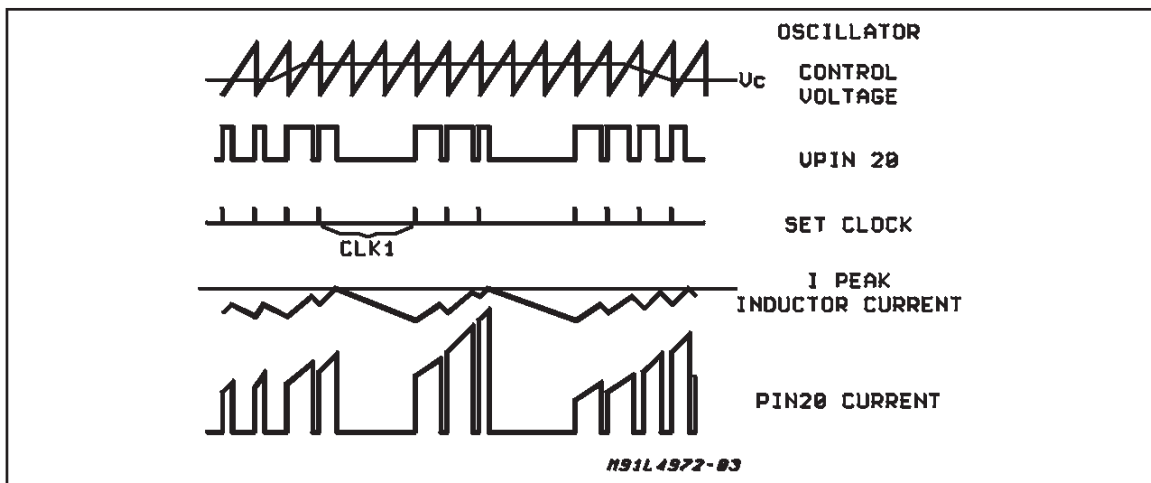 OSCILLATOR
Vc
CONTROL
VOLTAGE
VPIN 20
SET CLOCK
CLK1
I PEAK
INDUCTOR CURRENT
PIN20 CURRENT
M91L4972-03